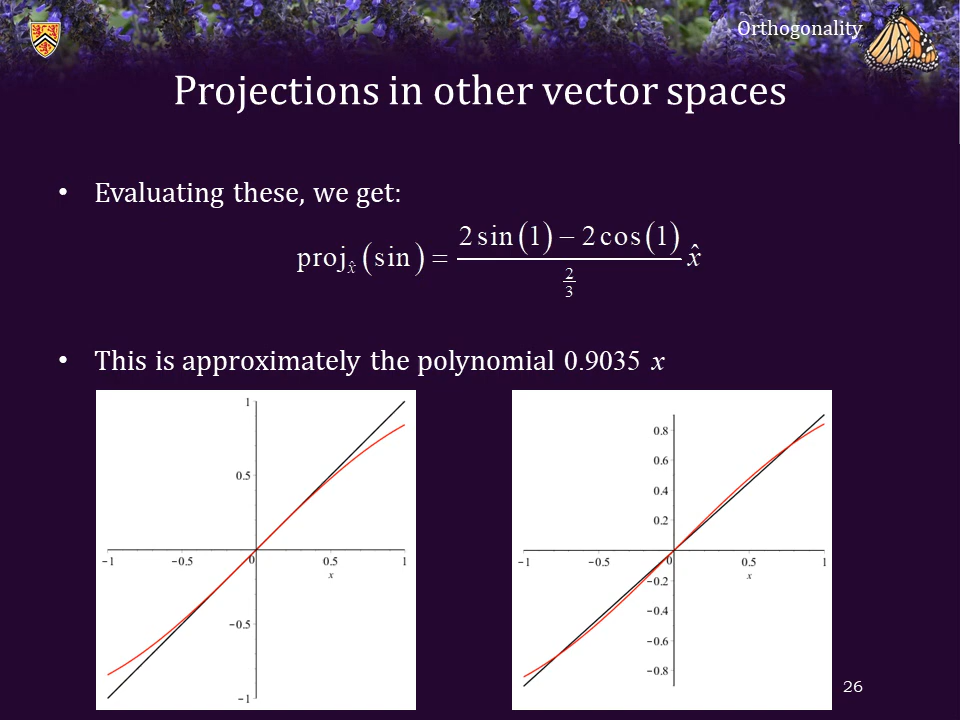 Orthogonality
Projections in other vector spaces
• Evaluating these, we get:
proj_x̂ (sin) = (2 sin(1) − 2 cos(1)) / (2/3) x̂
• This is approximately the polynomial 0.9035 x
1
0.5
−1 −0.5 0 0.5 1
x
−0.5
−1
0.8
0.6
0.4
0.2
−1 −0.5 0 0.5 1
x
−0.2
−0.4
−0.6
−0.8
26